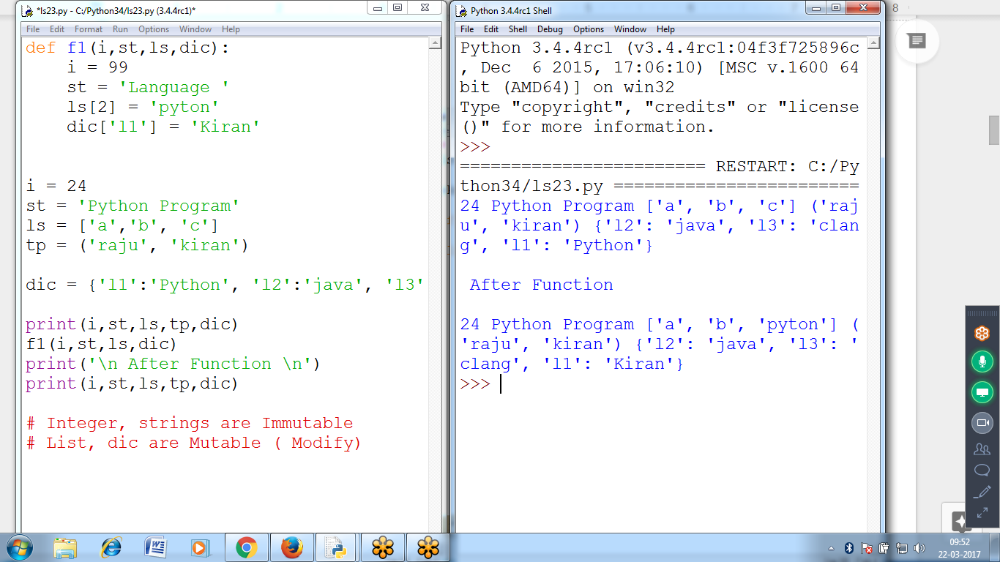 *ls23.py - C:/Python34/ls23.py (3.4.4rc1)*
File Edit Format Run Options Window Help
def f1(i,st,ls,dic):
    i = 99
    st = 'Language '
    ls[2] = 'pyton'
    dic['l1'] = 'Kiran'
i = 24
st = 'Python Program'
ls = ['a','b', 'c']
tp = ('raju', 'kiran')
dic = {'l1':'Python', 'l2':'java', 'l3'
print(i,st,ls,tp,dic)
f1(i,st,ls,dic)
print('\n After Function \n')
print(i,st,ls,tp,dic)
# Integer, strings are Immutable
# List, dic are Mutable ( Modify)
Python 3.4.4rc1 Shell
File Edit Shell Debug Options Window Help
Python 3.4.4rc1 (v3.4.4rc1:04f3f725896c
, Dec  6 2015, 17:06:10) [MSC v.1600 64
bit (AMD64)] on win32
Type "copyright", "credits" or "license
()" for more information.
>>>
======================== RESTART: C:/Py
thon34/ls23.py ========================
24 Python Program ['a', 'b', 'c'] ('raj
u', 'kiran') {'l2': 'java', 'l3': 'clan
g', 'l1': 'Python'}
 After Function
24 Python Program ['a', 'b', 'pyton'] (
'raju', 'kiran') {'l2': 'java', 'l3': '
clang', 'l1': 'Kiran'}
>>>
8
09:52
22-03-2017